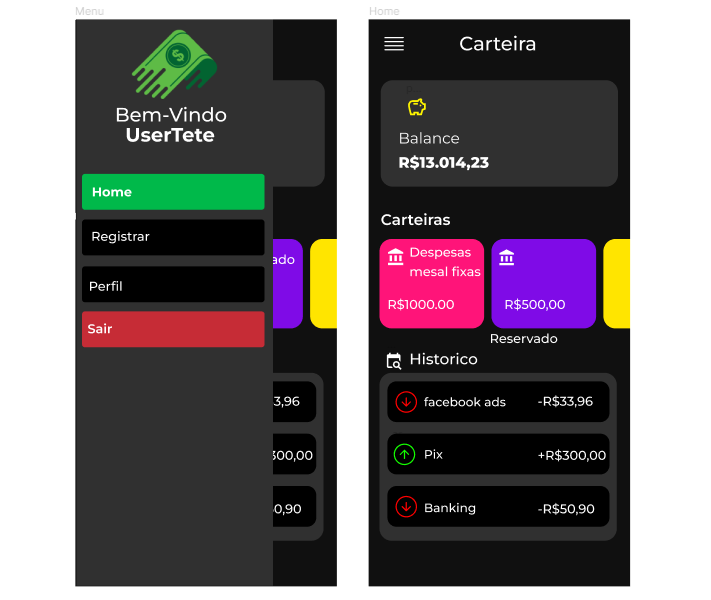 Menu
Bem-Vindo
UserTete
Home
Registrar
Perfil
Sair
ado
3,96
300,00
0,90
Home
Carteira
Balance
R$13.014,23
Carteiras
Despesas
mesal fixas
R$1000.00
R$500,00
Reservado
Historico
facebook ads -R$33,96
Pix +R$300,00
Banking -R$50,90